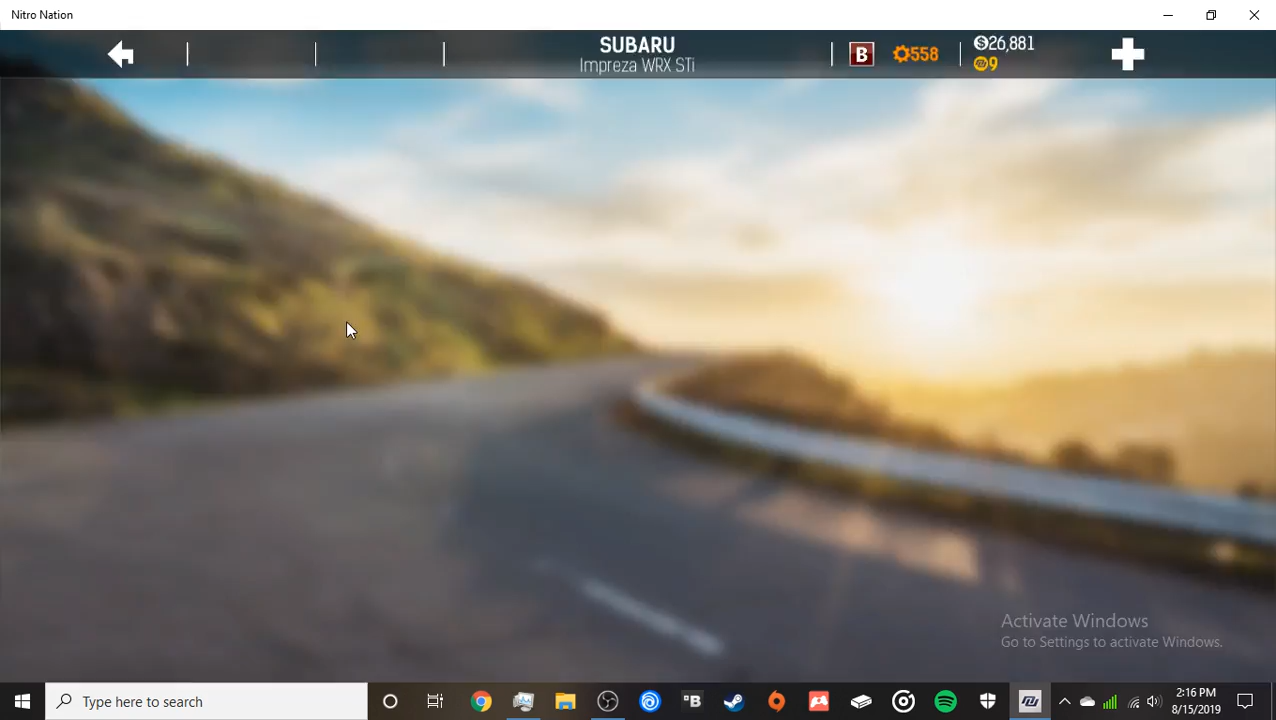 Nitro Nation
SUBARU
Impreza WRX STi
B
558
26,881
9
Activate Windows
Go to Settings to activate Windows.
Type here to search
2:16 PM
8/15/2019